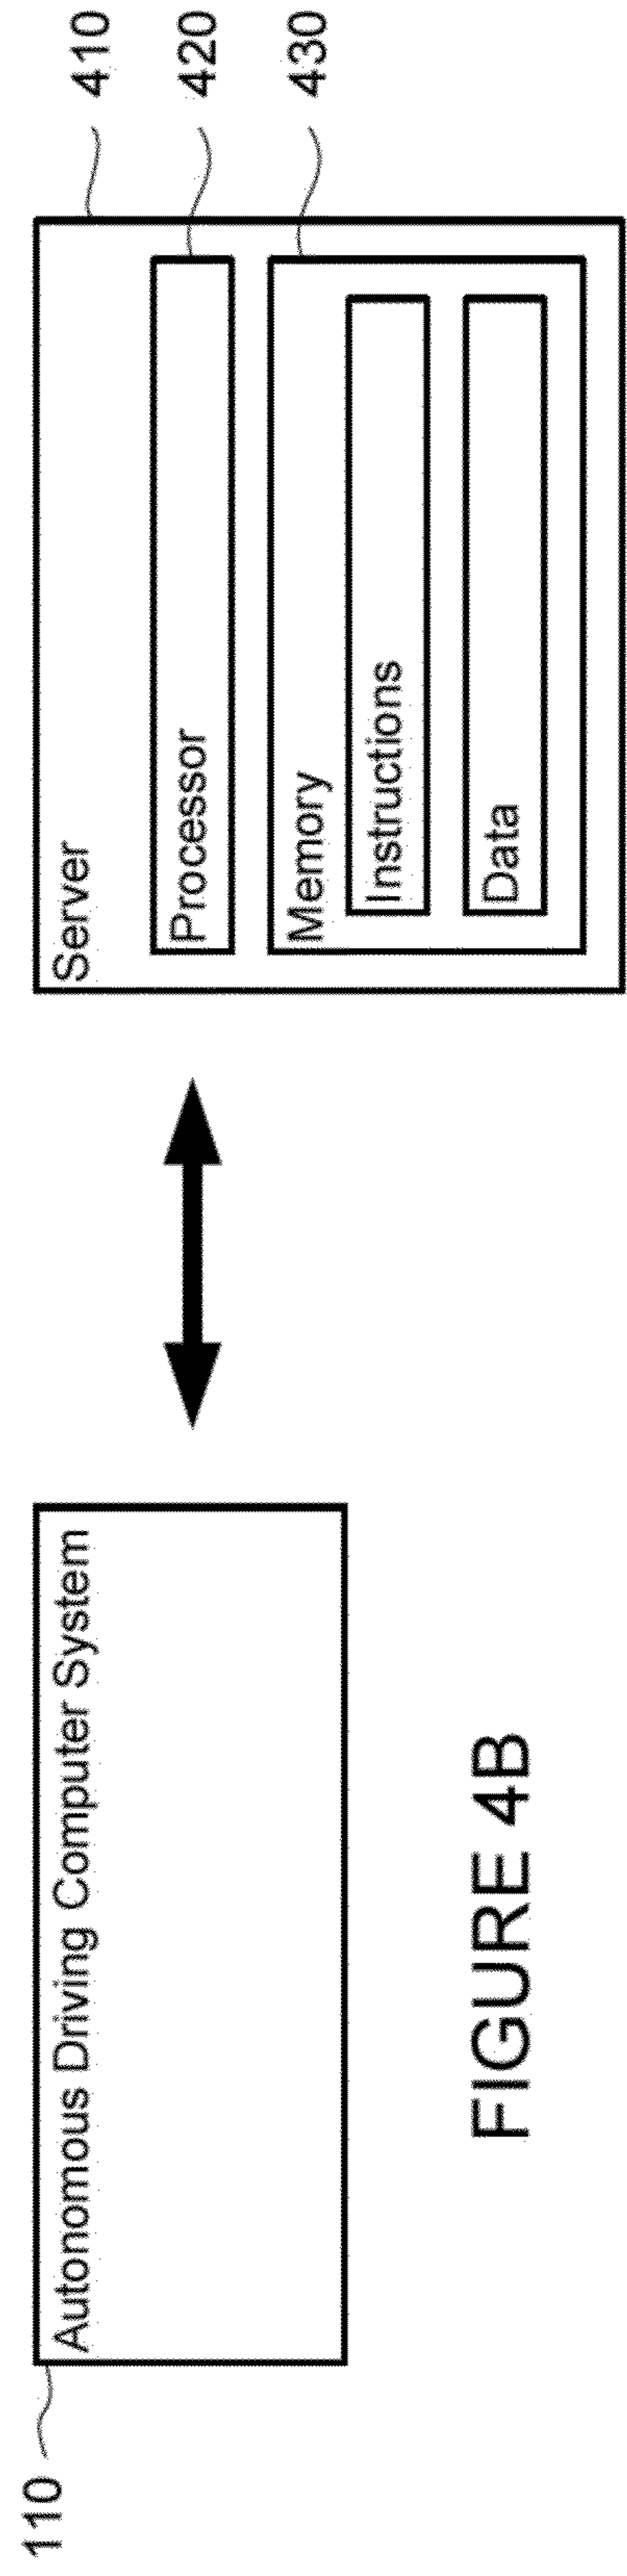 110
Autonomous Driving Computer System
Server
410
Processor
420
Memory
430
Instructions
Data
FIGURE 4B